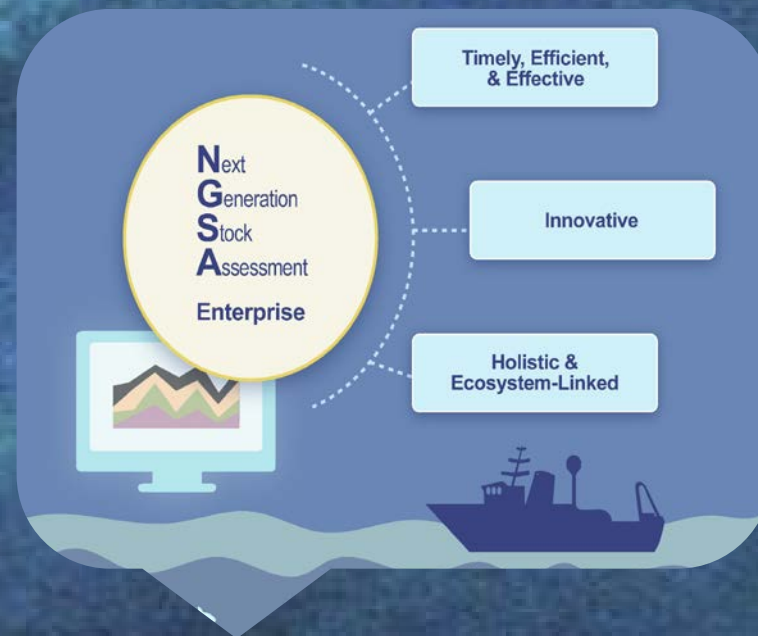 Next
Generation
Stock
Assessment
Enterprise
Timely, Efficient,
& Effective
Innovative
Holistic &
Ecosystem-Linked